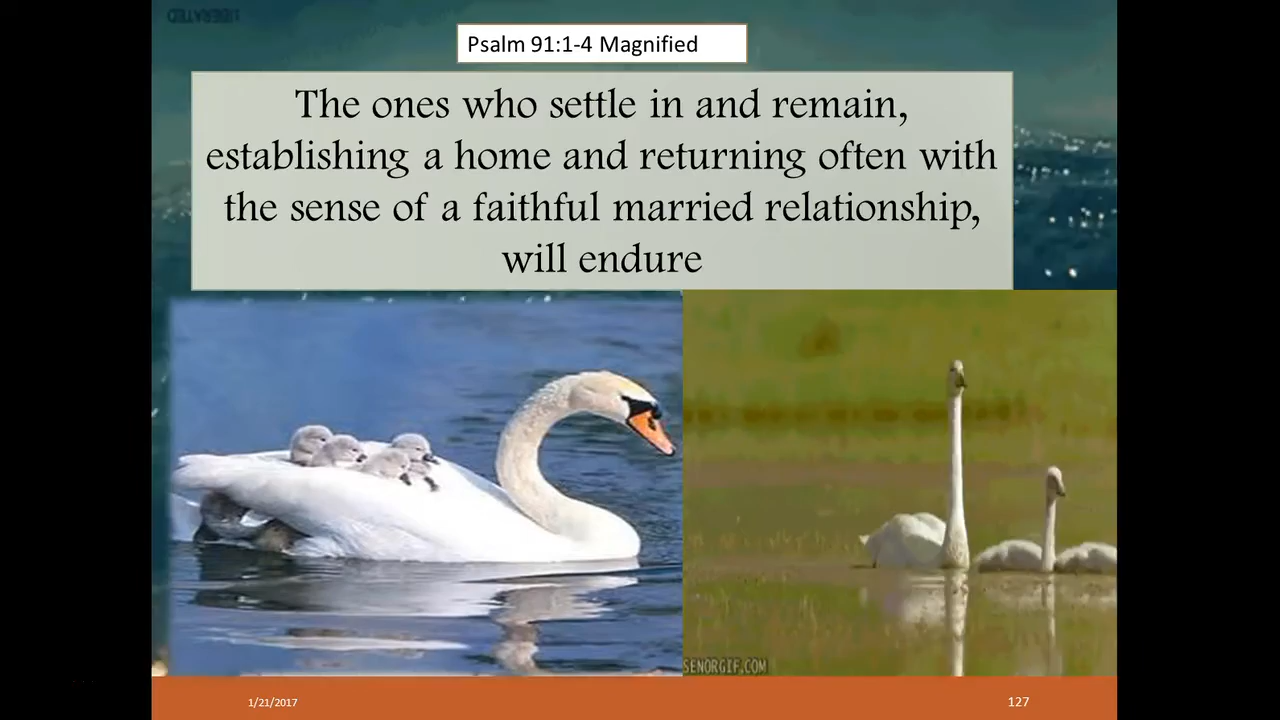 Psalm 91:1-4 Magnified
The ones who settle in and remain,
establishing a home and returning often with
the sense of a faithful married relationship,
will endure
SENORGIF.COM
1/21/2017
127